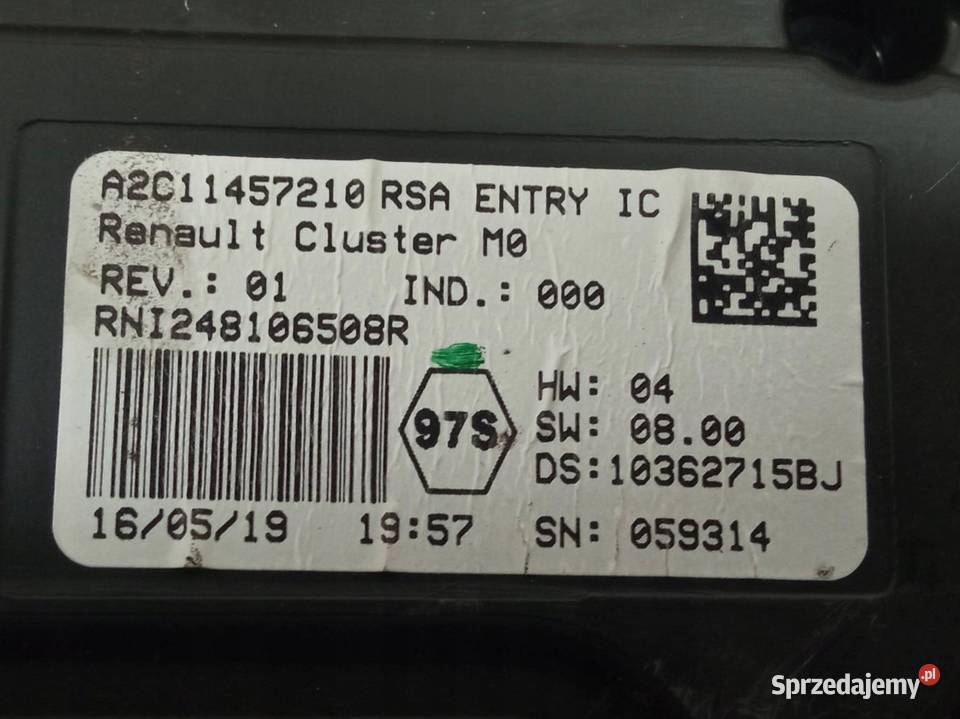 A2C11457210 RSA ENTRY IC
Renault Cluster M0
REV.: 01 IND.: 000
RNI248106508R
97S
HW: 04
SW: 08.00
DS:10362715BJ
16/05/19 19:57 SN: 059314
Sprzedajemy.pl